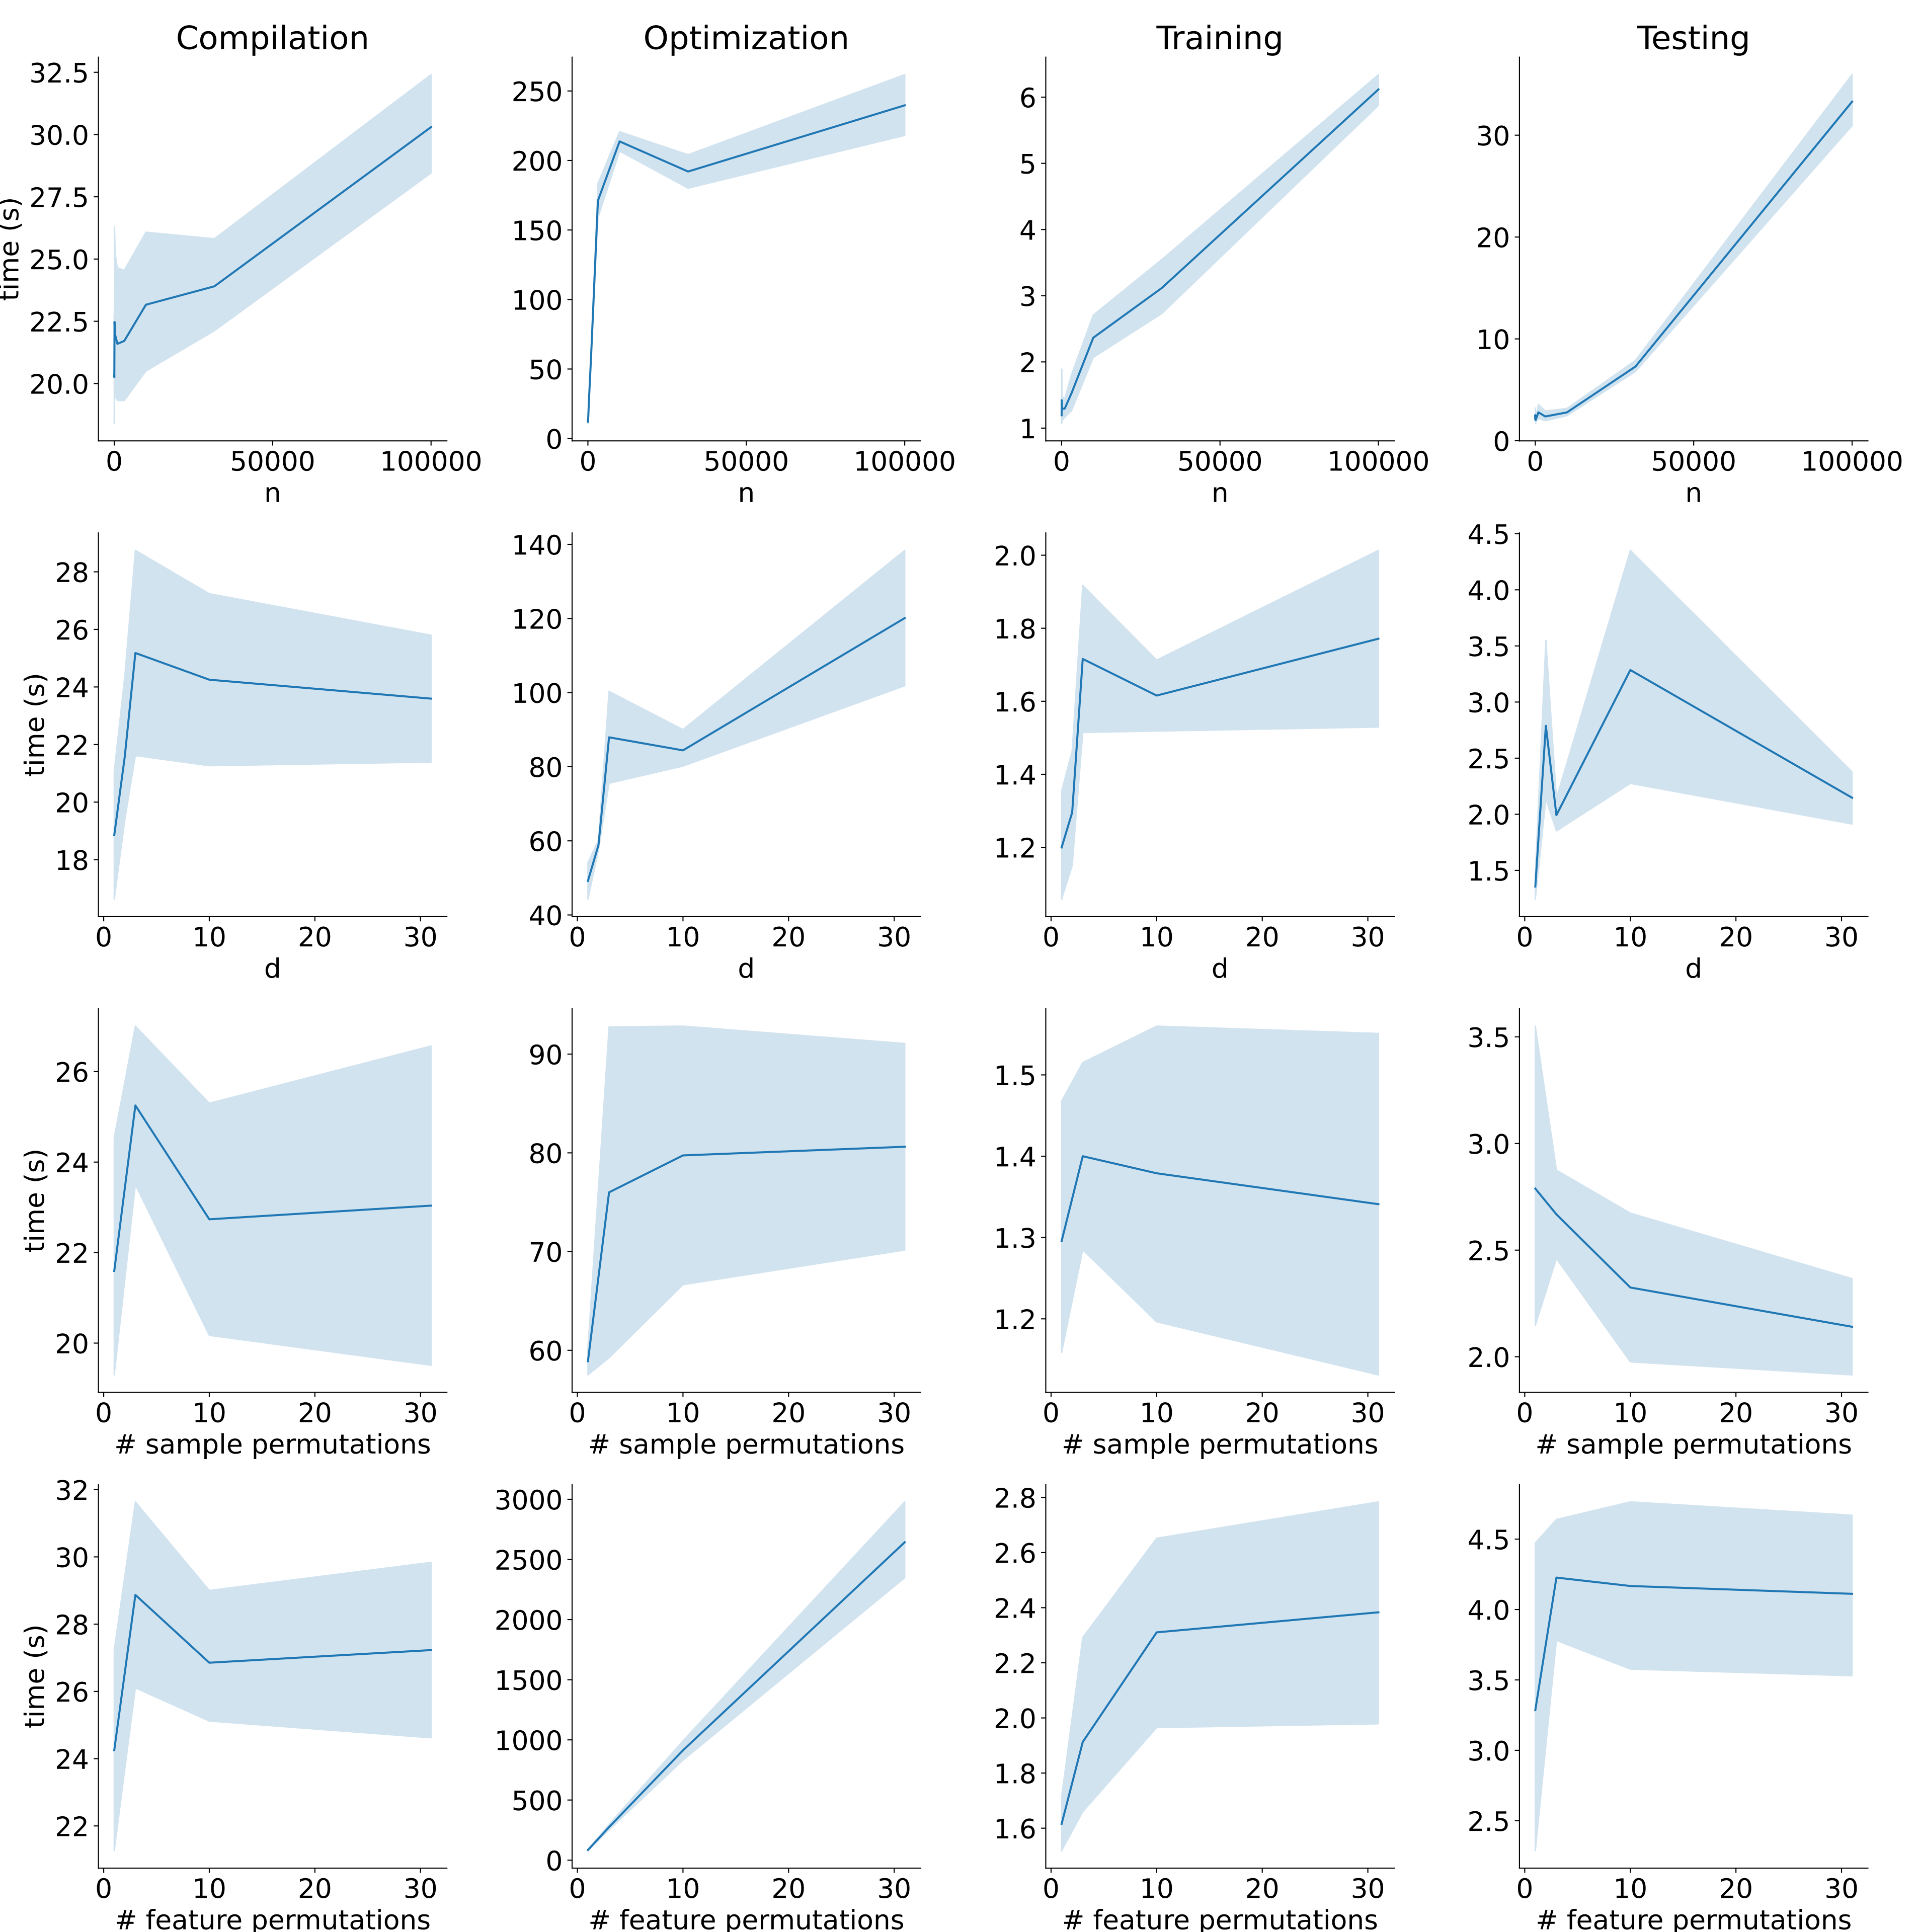 Compilation Optimization Training Testing
32.5
30.0
27.5
25.0
22.5
20.0
time (s)
0 50000 100000
n
250
200
150
100
50
0
0 50000 100000
n
6
5
4
3
2
1
0 50000 100000
n
30
20
10
0
0 50000 100000
n
28
26
24
22
20
18
time (s)
0 10 20 30
d
140
120
100
80
60
40
0 10 20 30
d
2.0
1.8
1.6
1.4
1.2
0 10 20 30
d
4.5
4.0
3.5
3.0
2.5
2.0
1.5
0 10 20 30
d
26
24
22
20
time (s)
0 10 20 30
# sample permutations
90
80
70
60
0 10 20 30
# sample permutations
1.5
1.4
1.3
1.2
0 10 20 30
# sample permutations
3.5
3.0
2.5
2.0
0 10 20 30
# sample permutations
32
30
28
26
24
22
time (s)
0 10 20 30
# feature permutations
3000
2500
2000
1500
1000
500
0
0 10 20 30
# feature permutations
2.8
2.6
2.4
2.2
2.0
1.8
1.6
0 10 20 30
# feature permutations
4.5
4.0
3.5
3.0
2.5
0 10 20 30
# feature permutations